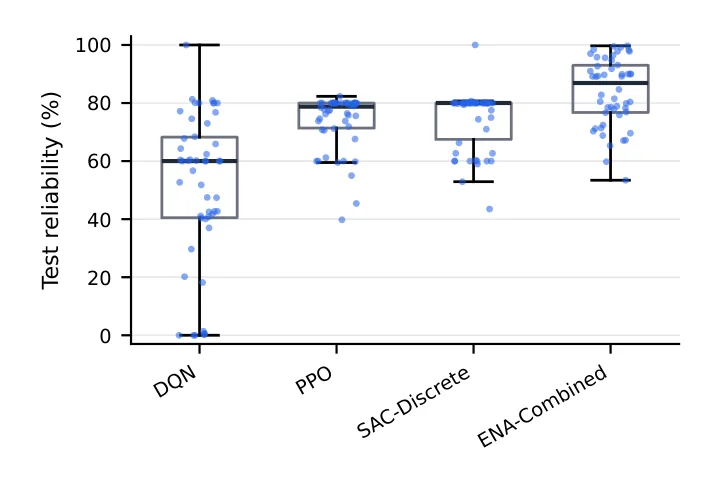 Test reliability (%)
100
80
60
40
20
0
DQN
PPO
SAC-Discrete
ENA-Combined